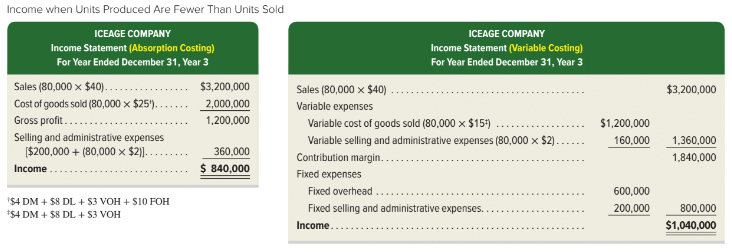 Income when Units Produced Are Fewer Than Units Sold
ICEAGE COMPANY
Income Statement (Absorption Costing)
For Year Ended December 31, Year 3
Sales (80,000 × $40)................. $3,200,000
Cost of goods sold (80,000 × $25¹)....... 2,000,000
Gross profit......................... 1,200,000
Selling and administrative expenses
[$200,000 + (80,000 × $2)]......... 360,000
Income ............................ $ 840,000
¹$4 DM + $8 DL + $3 VOH + $10 FOH
²$4 DM + $8 DL + $3 VOH
ICEAGE COMPANY
Income Statement (Variable Costing)
For Year Ended December 31, Year 3
Sales (80,000 × $40) ....................................... $3,200,000
Variable expenses
Variable cost of goods sold (80,000 × $15²) .................. $1,200,000
Variable selling and administrative expenses (80,000 × $2)...... 160,000 1,360,000
Contribution margin......................................... 1,840,000
Fixed expenses
Fixed overhead .......................................... 600,000
Fixed selling and administrative expenses.................... 200,000 800,000
Income.................................................... $1,040,000